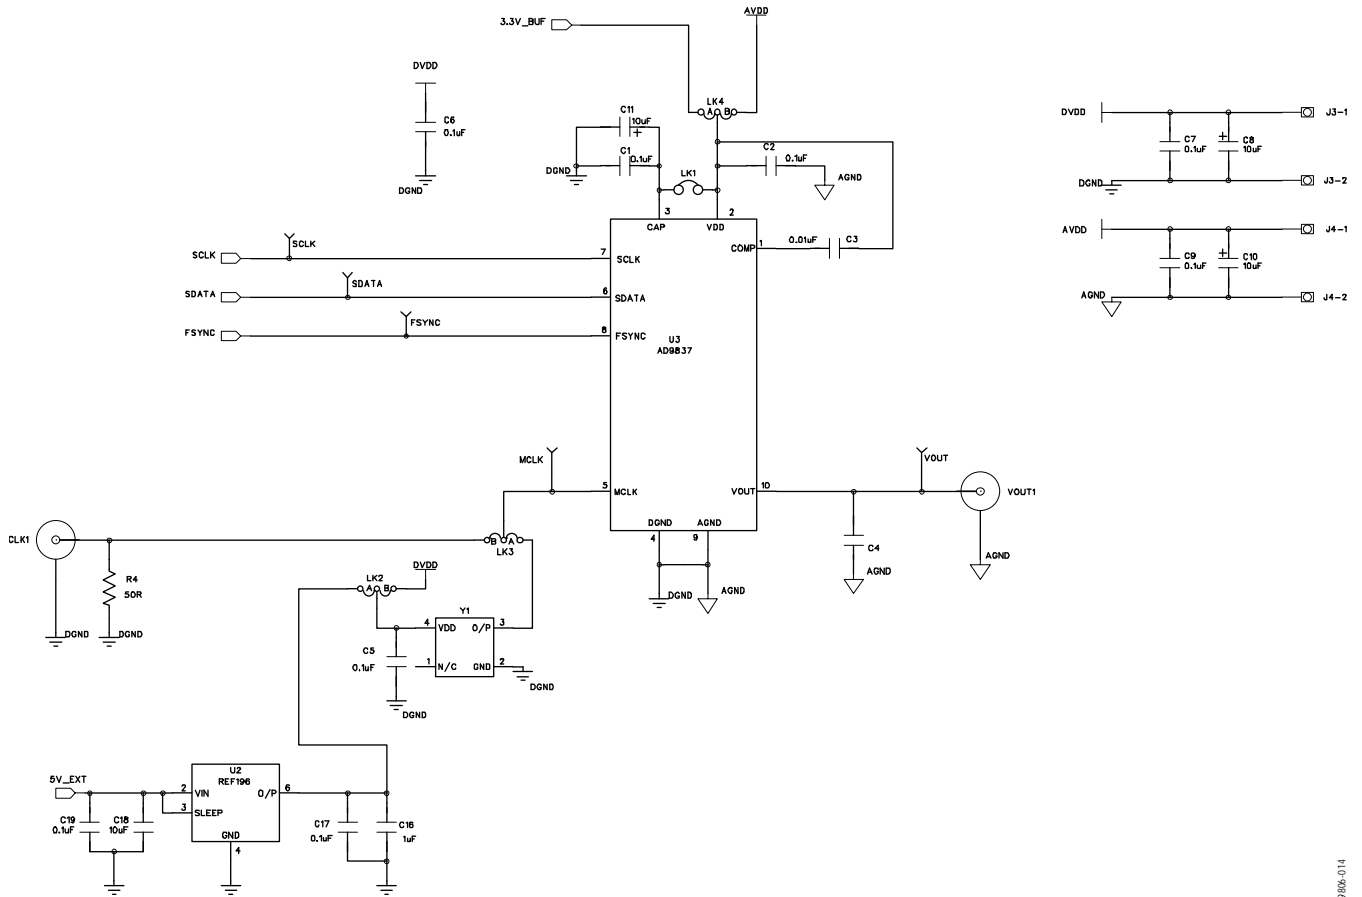 3.3V_BUF
AVDD
DVDD
C6
0.1uF
DGND
C11
10uF
+
C1
0.1uF
DGND
LK4
A B
LK1
C2
0.1uF
AGND
3
2
CAP
VDD
COMP
1
0.01uF
C3
DVDD
C7
0.1uF
+
C8
10uF
J3-1
DGND
J3-2
AVDD
C9
0.1uF
+
C10
10uF
J4-1
AGND
J4-2
SCLK
SCLK
7
SCLK
SDATA
SDATA
6
SDATA
FSYNC
FSYNC
8
FSYNC
U3
AD9837
MCLK
5
MCLK
VOUT
10
VOUT
VOUT1
AGND
C4
AGND
DGND
AGND
4
9
DGND
AGND
CLK1
R4
50R
DGND
DGND
B A
LK3
LK2
A B
DVDD
Y1
4
VDD
O/P
3
C5
0.1uF
1
N/C
GND
2
DGND
DGND
5V_EXT
U2
REF196
2
VIN
O/P
6
3
SLEEP
GND
4
C19
0.1uF
C18
10uF
C17
0.1uF
C16
1uF
9806-014